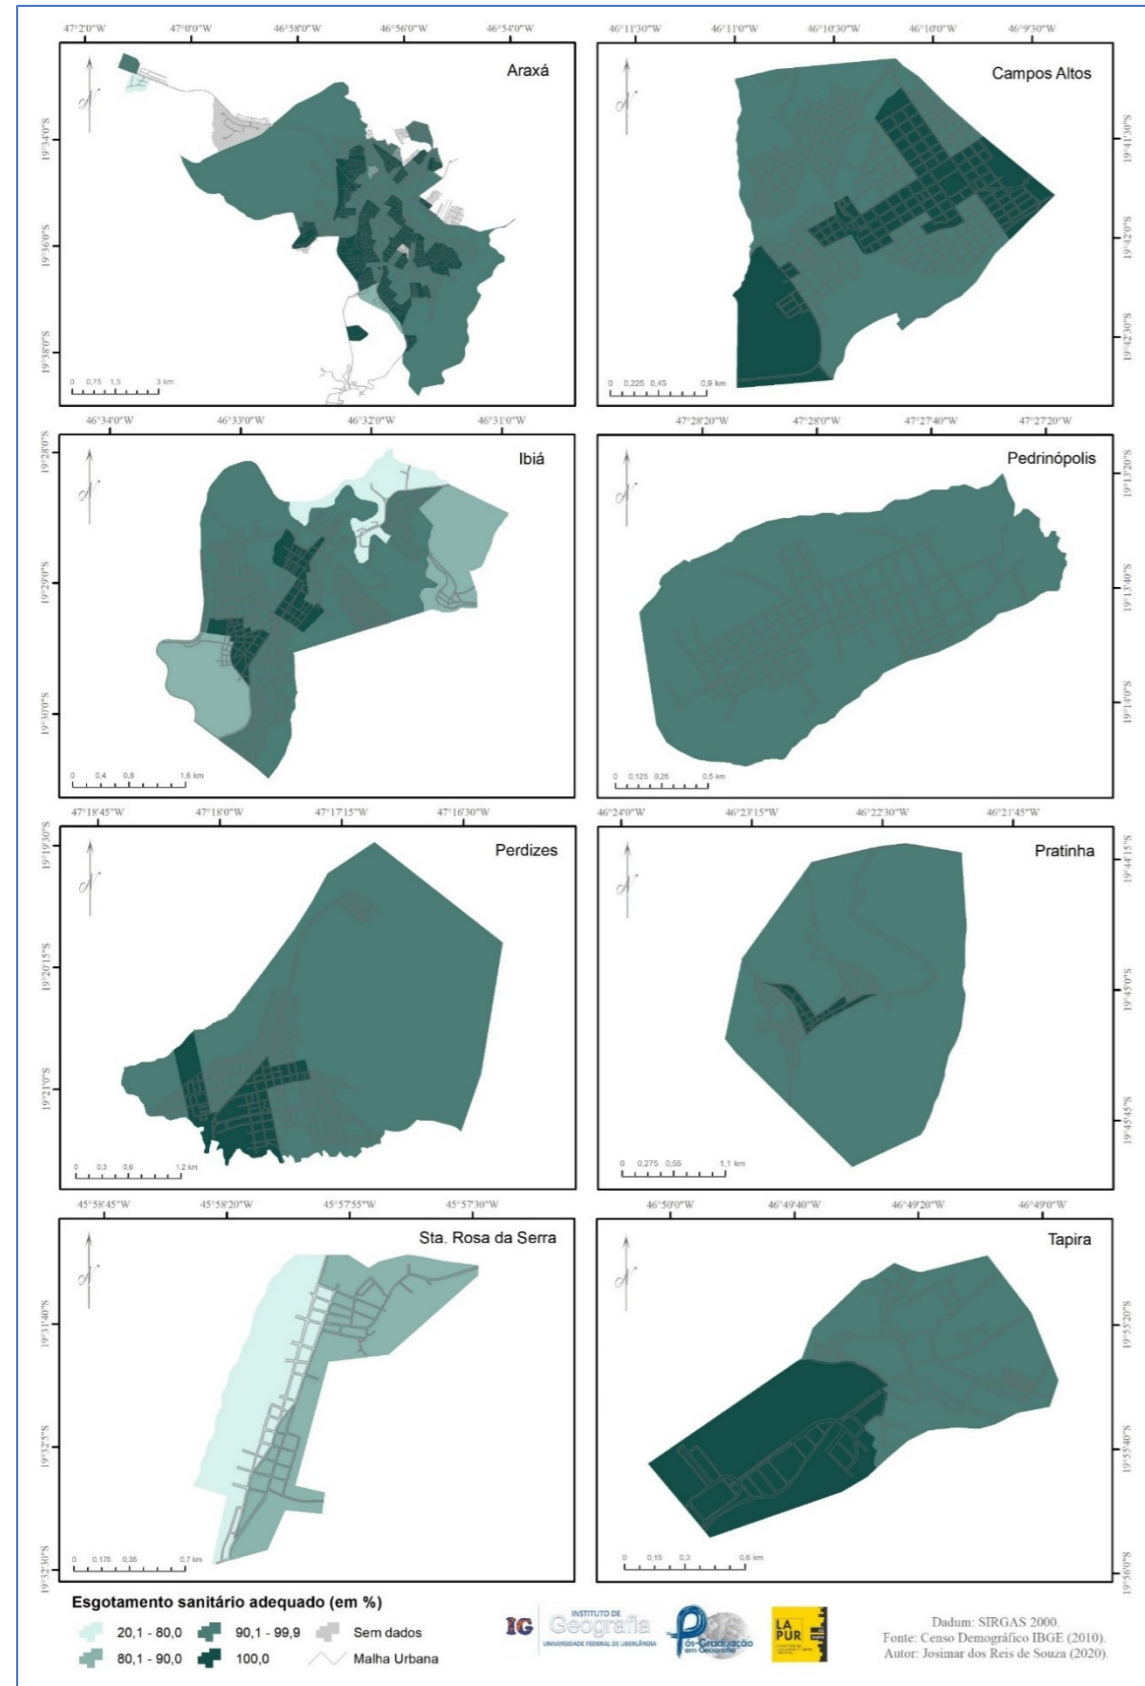 47°2'0"W 47°0'0"W 46°58'0"W 46°56'0"W 46°54'0"W
46°11'30"W 46°11'0"W 46°10'30"W 46°10'0"W 46°9'30"W
Araxá
Campos Altos
19°34'0"S
19°36'0"S
19°38'0"S
19°41'30"S
19°42'0"S
19°42'30"S
0 0,75 1,5 3 km
0 0,225 0,45 0,9 km
46°34'0"W 46°33'0"W 46°32'0"W 46°31'0"W
47°28'20"W 47°28'0"W 47°27'40"W 47°27'20"W
Ibiá
Pedrinópolis
19°28'0"S
19°29'0"S
19°30'0"S
19°13'20"S
19°13'40"S
19°14'0"S
0 0,4 0,8 1,6 km
0 0,125 0,25 0,5 km
47°18'45"W 47°18'0"W 47°17'15"W 47°16'30"W
46°24'0"W 46°23'15"W 46°22'30"W 46°21'45"W
Perdizes
Pratinha
19°19'30"S
19°20'15"S
19°21'0"S
19°44'15"S
19°45'0"S
19°45'45"S
0 0,3 0,6 1,2 km
0 0,275 0,55 1,1 km
45°58'45"W 45°58'20"W 45°57'55"W 45°57'30"W
46°50'0"W 46°49'40"W 46°49'20"W 46°49'0"W
Sta. Rosa da Serra
Tapira
19°31'40"S
19°32'5"S
19°32'30"S
19°55'20"S
19°55'40"S
19°56'0"S
0 0,175 0,35 0,7 km
0 0,15 0,3 0,6 km
Esgotamento sanitário adequado (em %)
20,1 - 80,0 90,1 - 99,9 Sem dados
80,1 - 90,0 100,0 Malha Urbana
IG
INSTITUTO DE
Geografia
UNIVERSIDADE FEDERAL DE UBERLÂNDIA
Pós-Graduação
em Geografia
LA
PUR
Datum: SIRGAS 2000.
Fonte: Censo Demográfico IBGE (2010).
Autor: Josimar dos Reis de Souza (2020).